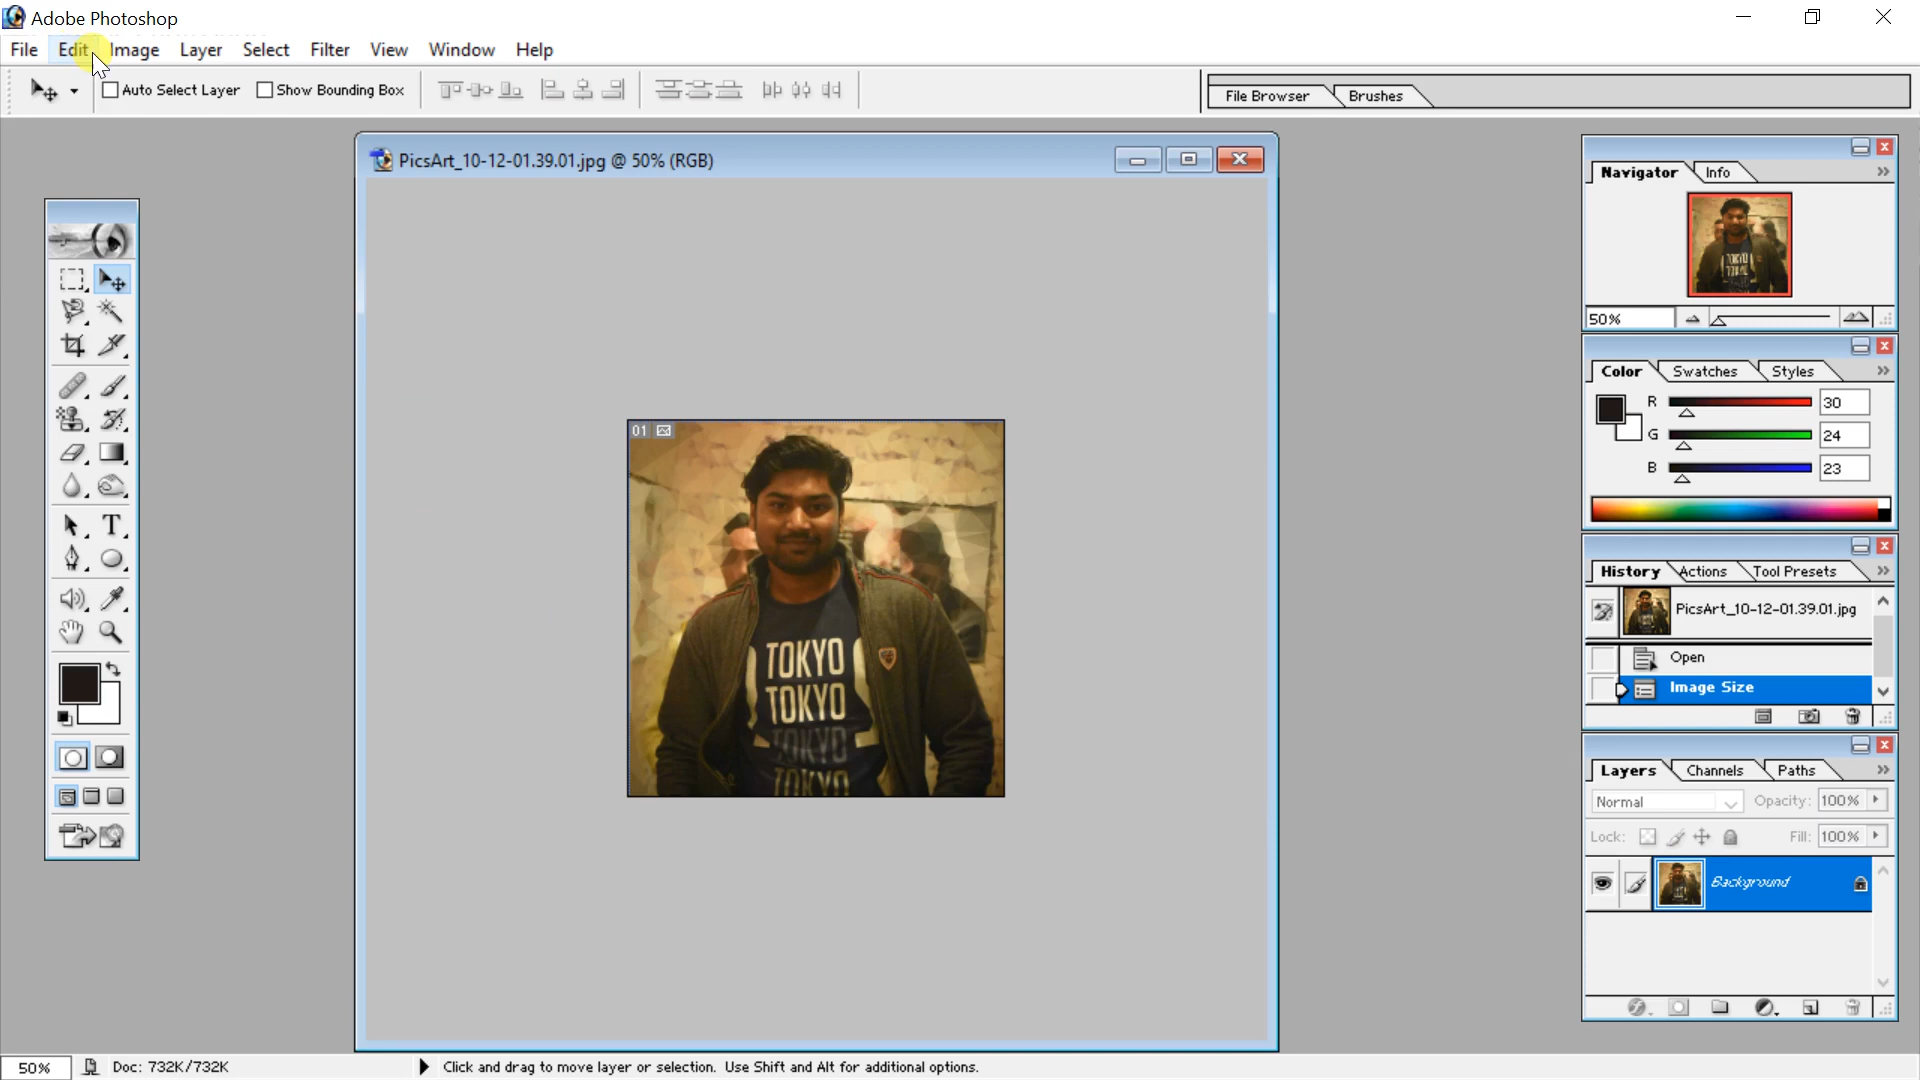 Adobe Photoshop
File Edit Image Layer Select Filter View Window Help
Auto Select Layer Show Bounding Box
File Browser Brushes
PicsArt_10-12-01.39.01.jpg @ 50% (RGB)
Navigator Info
50%
Color Swatches Styles
R 30
G 24
B 23
01
TOKYO
TOKYO
TOKYO
TOKYO
History Actions Tool Presets
PicsArt_10-12-01.39.01.jpg
Open
Image Size
Layers Channels Paths
Normal Opacity: 100%
Lock: Fill: 100%
Background
50% Doc: 732K/732K Click and drag to move layer or selection. Use Shift and Alt for additional options.